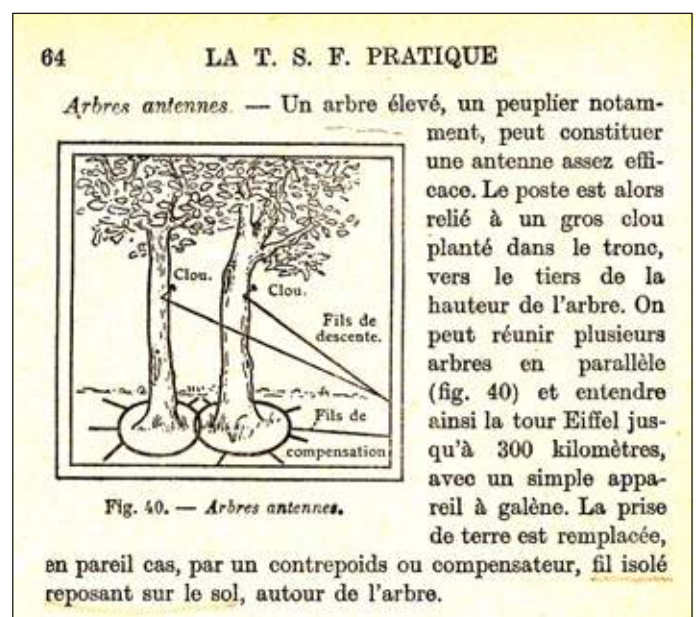 64 LA T. S. F. PRATIQUE
Arbres antennes. — Un arbre élevé, un peuplier notam-
ment, peut constituer
une antenne assez effi-
cace. Le poste est alors
relié à un gros clou
planté dans le tronc,
vers le tiers de la
hauteur de l'arbre. On
peut réunir plusieurs
arbres en parallèle
(fig. 40) et entendre
ainsi la tour Eiffel jus-
qu'à 300 kilomètres,
avec un simple appa-
reil à galène. La prise
de terre est remplacée,
Clou.
Clou.
Fils de
descente.
Fils de
compensation
Fig. 40. — Arbres antennes.
en pareil cas, par un contrepoids ou compensateur, fil isolé
reposant sur le sol, autour de l'arbre.